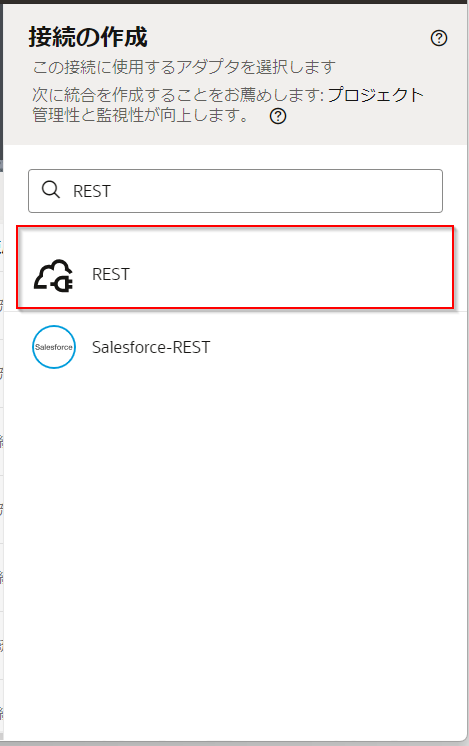 接続の作成
この接続に使用するアダプタを選択します
次に統合を作成することをお薦めします: プロジェクト
管理性と監視性が向上します。
REST
REST
Salesforce
Salesforce-REST